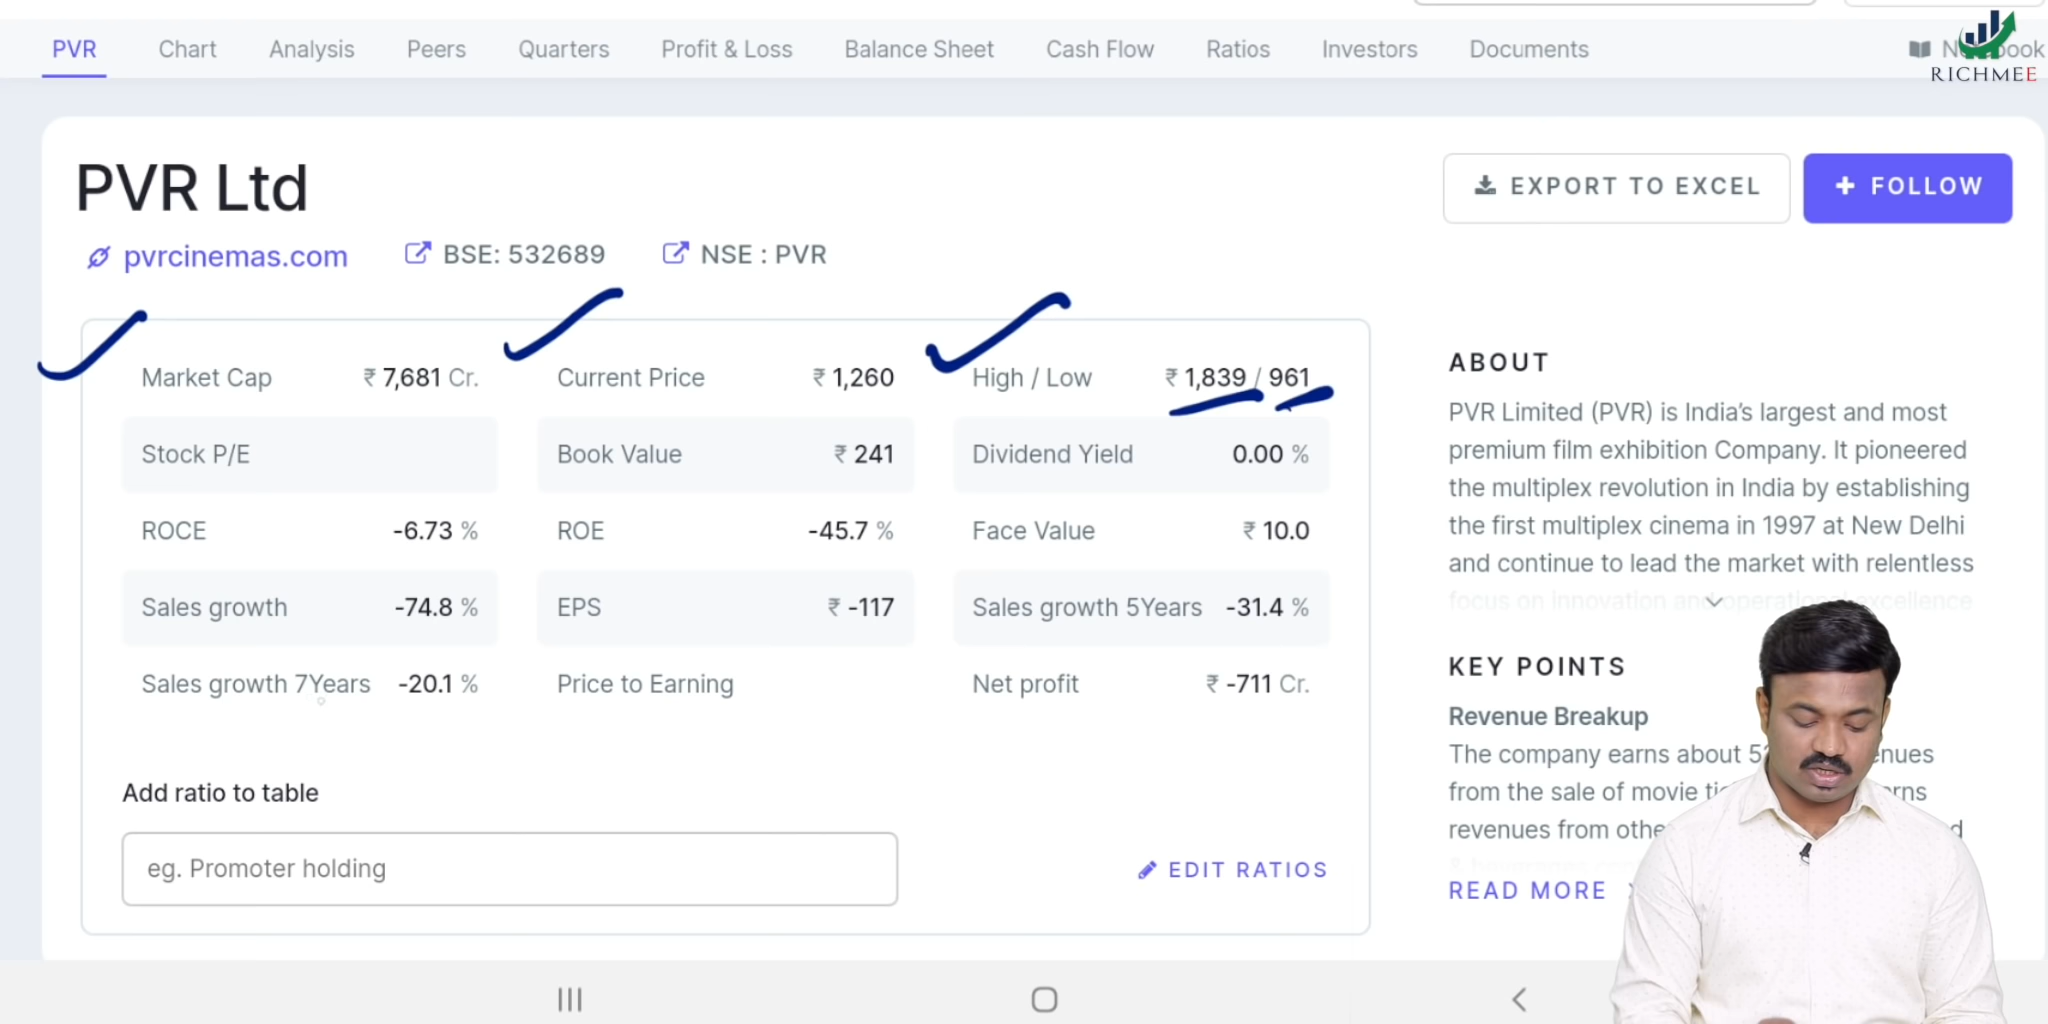 PVR Chart Analysis Peers Quarters Profit & Loss Balance Sheet Cash Flow Ratios Investors Documents
RICHMEE
PVR Ltd
EXPORT TO EXCEL
+ FOLLOW
pvrcinemas.com BSE: 532689 NSE : PVR
Market Cap ₹ 7,681 Cr.
Current Price ₹ 1,260
High / Low ₹ 1,839 / 961
Stock P/E
Book Value ₹ 241
Dividend Yield 0.00 %
ROCE -6.73 %
ROE -45.7 %
Face Value ₹ 10.0
Sales growth -74.8 %
EPS ₹ -117
Sales growth 5Years -31.4 %
Sales growth 7Years -20.1 %
Price to Earning
Net profit ₹ -711 Cr.
Add ratio to table
eg. Promoter holding
EDIT RATIOS
ABOUT
PVR Limited (PVR) is India's largest and most
premium film exhibition Company. It pioneered
the multiplex revolution in India by establishing
the first multiplex cinema in 1997 at New Delhi
and continue to lead the market with relentless
focus on innovation and operational excellence
KEY POINTS
Revenue Breakup
The company earns about
from the sale of movie
revenues from
READ MORE